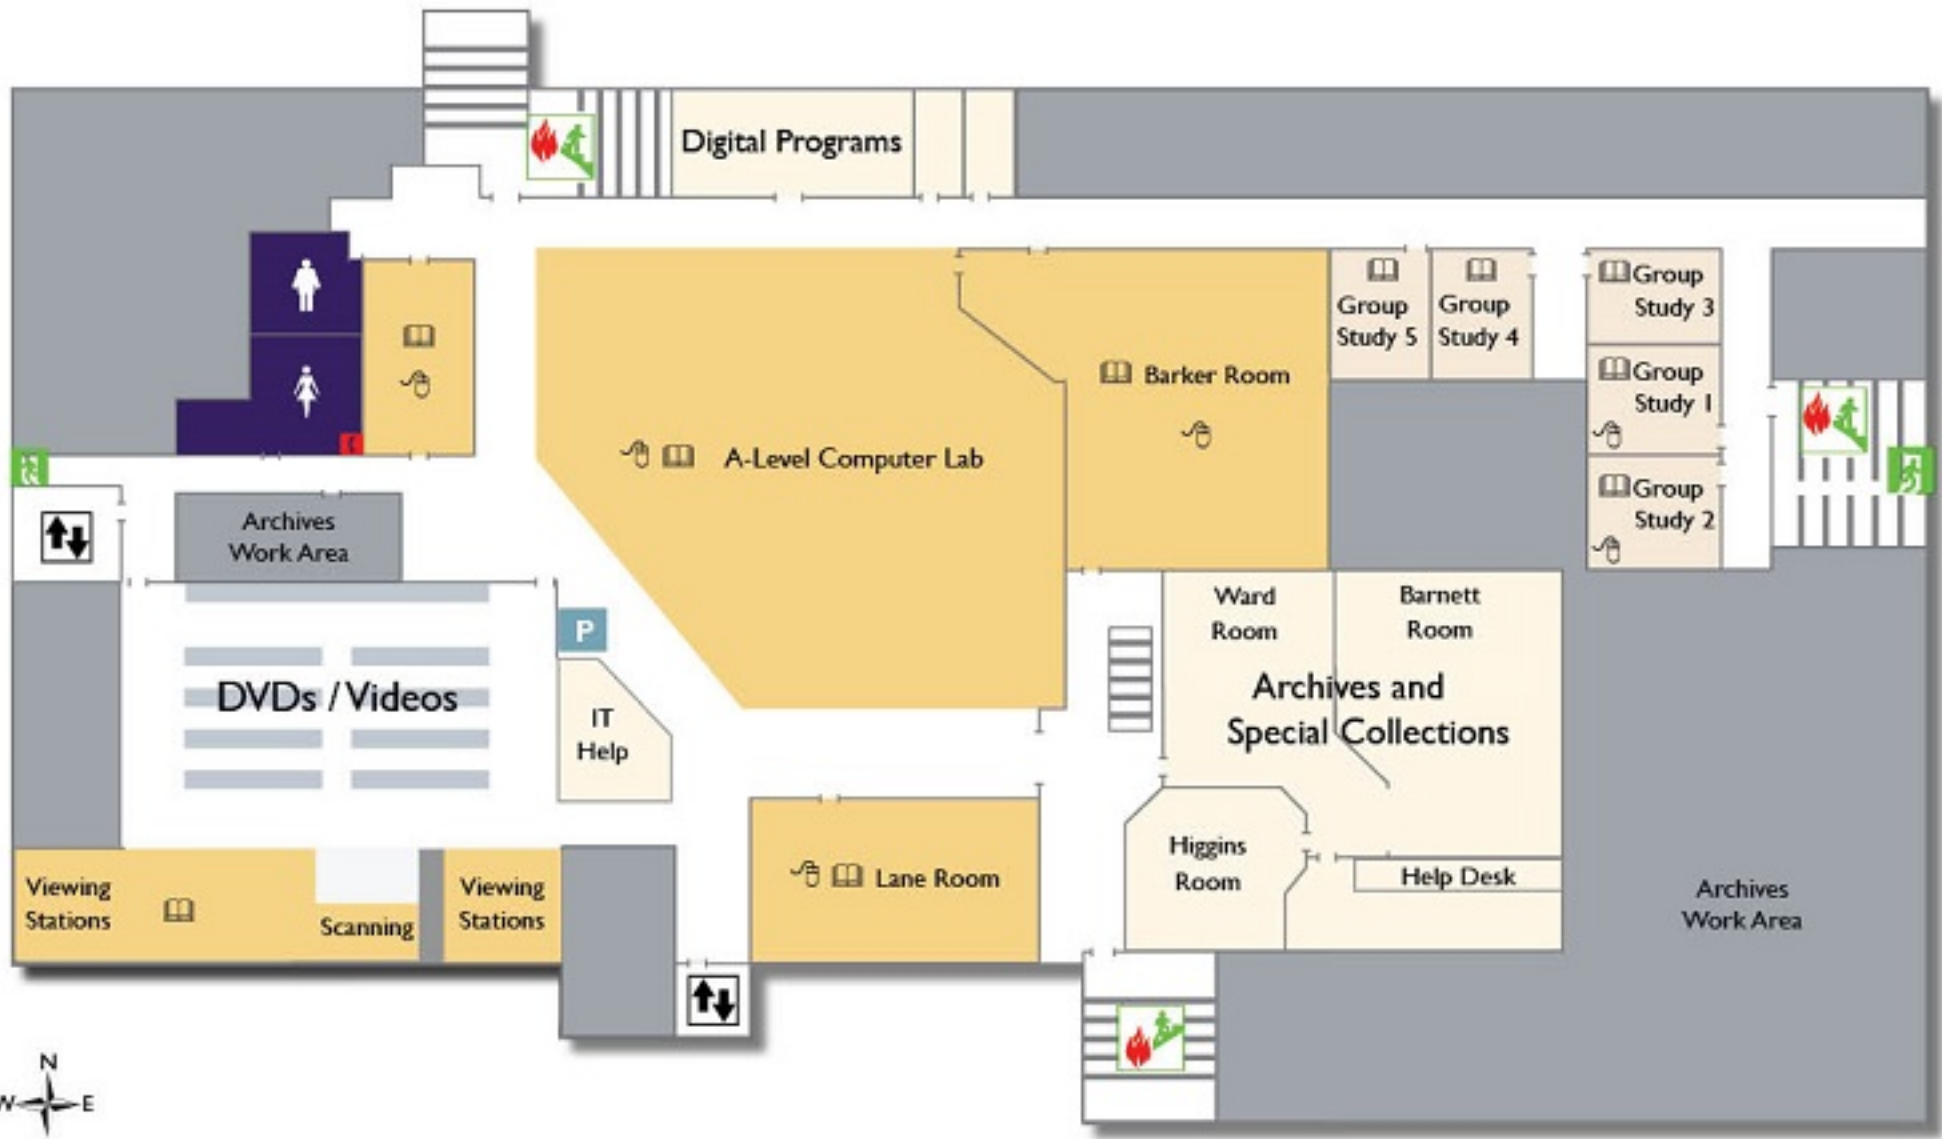 Digital Programs
Group
Study 5
Group
Study 4
Group
Study 3
Group
Study 1
Group
Study 2
Barker Room
A-Level Computer Lab
Archives
Work Area
DVDs / Videos
P
IT
Help
Ward
Room
Barnett
Room
Archives and
Special Collections
Higgins
Room
Help Desk
Lane Room
Viewing
Stations
Scanning
Viewing
Stations
Archives
Work Area
N
W
E